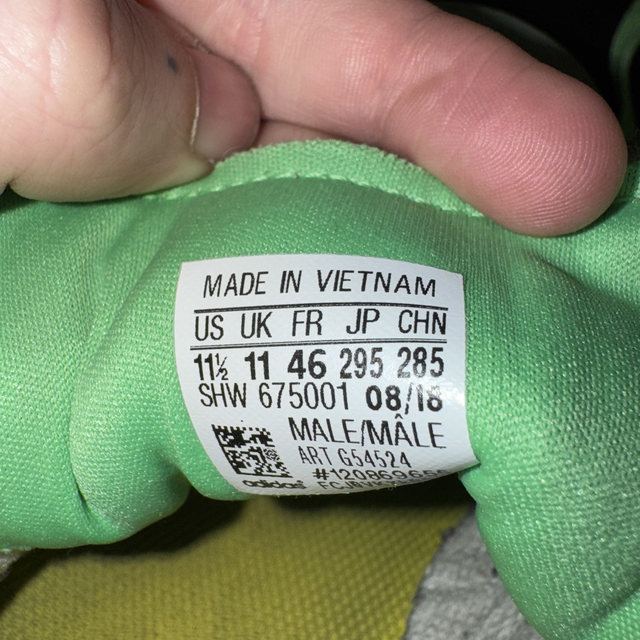 MADE IN VIETNAM
US UK FR JP CHN
11½ 11 46 295 285
SHW 675001 08/18
MALE/MÂLE
ART G54524
adidas